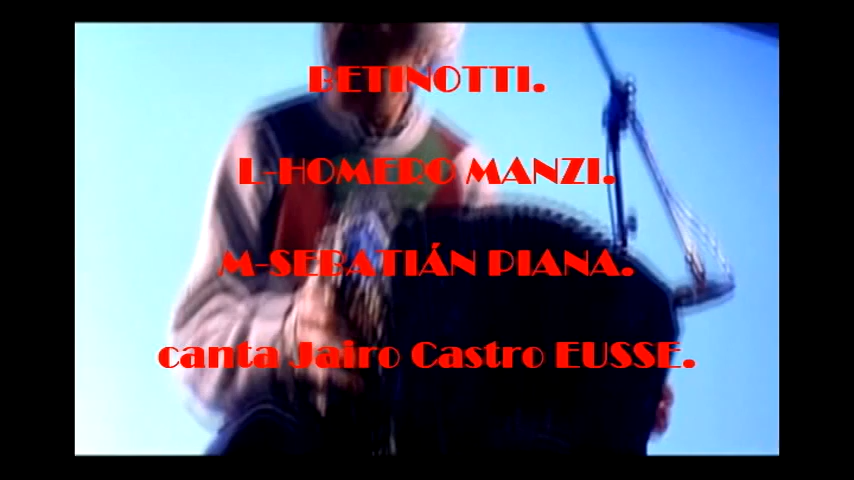 BETINOTTI.
L-HOMERO MANZI.
M-SEBATIÁN PIANA.
canta Jairo Castro EUSSE.